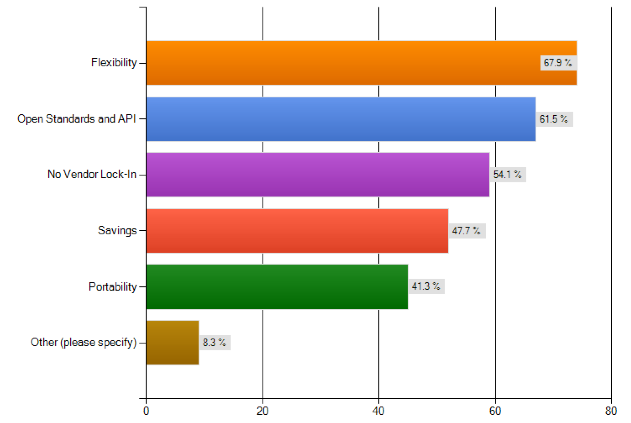 Flexibility
67.9 %
Open Standards and API
61.5 %
No Vendor Lock-In
54.1 %
Savings
47.7 %
Portability
41.3 %
Other (please specify)
8.3 %
0 20 40 60 80